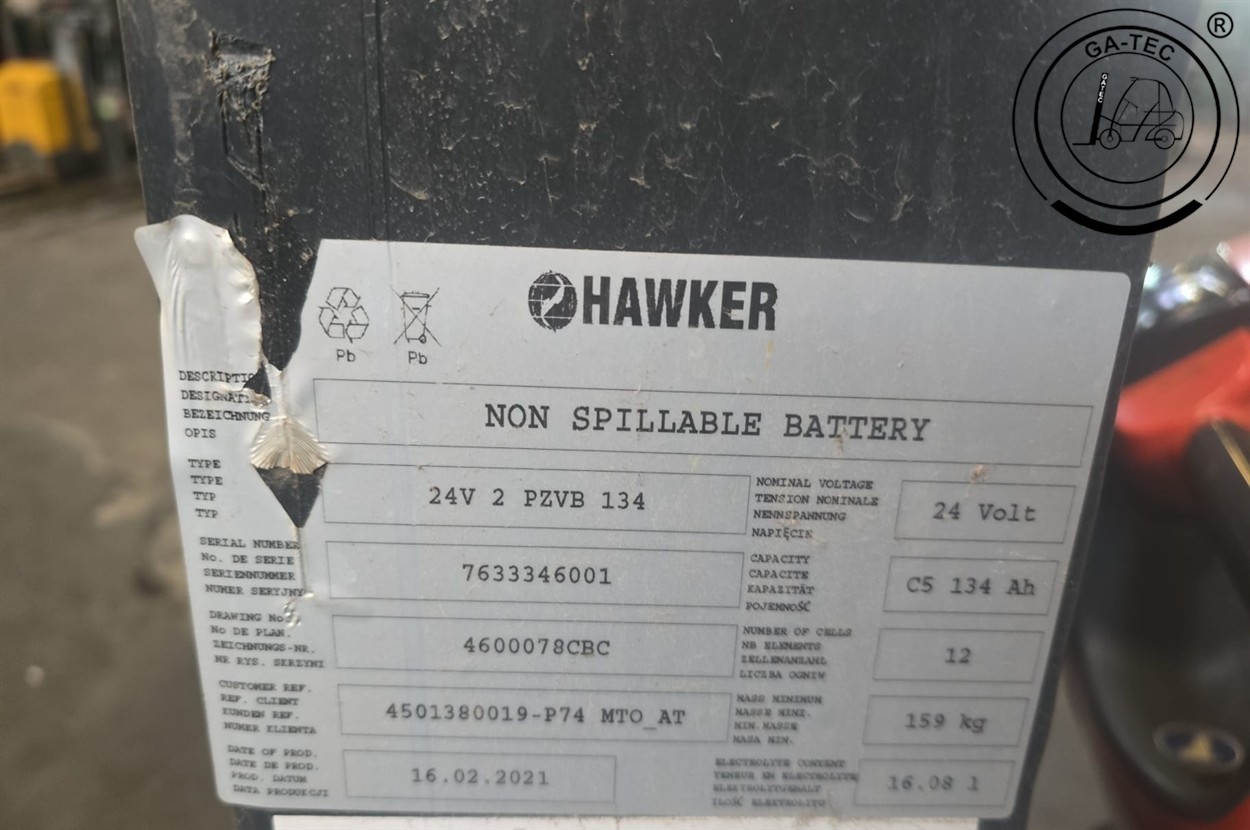 GA-TEC
®
GATEC
HAWKER
Pb Pb
DESIGNAT
BEZEICHNUNG
OPIS
NON SPILLABLE BATTERY
TYPE
TYPE
TYP
TYP
24V 2 PZVB 134
NOMINAL VOLTAGE
TENSION NOMINALE
NENNSPANNUNG
NAPIĘCIE
24 Volt
SERIAL NUMBER
No. DE SERIE
SERIENNUMMER
NUMER SERYJNY
7633346001
CAPACITY
CAPACITE
KAPAZITÄT
POJEMNOŚĆ
C5 134 Ah
DRAWING No
No DE PLAN.
ZEICHNUNGS-NR.
NR RYS. SKRZYNI
4600078CBC
NUMBER OF CELLS
NB ELEMENTS
ZELLENANZAHL
LICZBA OGNIW
12
CUSTOMER REF.
REF. CLIENT
KUNDEN REF.
NUMER KLIENTA
4501380019-P74 MTO_AT
MASS MINIMUM
MASSE MINI.
MIN.MASSE
MASA MIN.
159 kg
DATE OF PROD.
DATE DE PROD.
PROD. DATUM
DATA PRODUKCJI
16.02.2021
ELECTROLYTE CONTENT
TENEUR EN ELECTROLYTE
ELEKTROLYTGEHALT
ILOŚĆ ELEKTROLITU
16.08 l